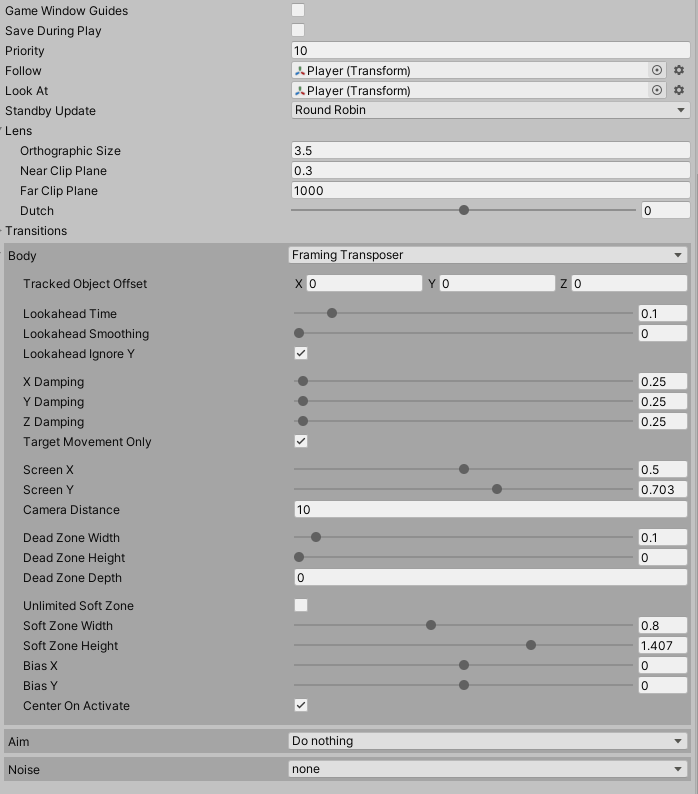 Game Window Guides
Save During Play
Priority 10
Follow Player (Transform)
Look At Player (Transform)
Standby Update Round Robin
Lens
Orthographic Size 3.5
Near Clip Plane 0.3
Far Clip Plane 1000
Dutch 0
Transitions
Body Framing Transposer
Tracked Object Offset X 0 Y 0 Z 0
Lookahead Time 0.1
Lookahead Smoothing 0
Lookahead Ignore Y
X Damping 0.25
Y Damping 0.25
Z Damping 0.25
Target Movement Only
Screen X 0.5
Screen Y 0.703
Camera Distance 10
Dead Zone Width 0.1
Dead Zone Height 0
Dead Zone Depth 0
Unlimited Soft Zone
Soft Zone Width 0.8
Soft Zone Height 1.407
Bias X 0
Bias Y 0
Center On Activate
Aim Do nothing
Noise none